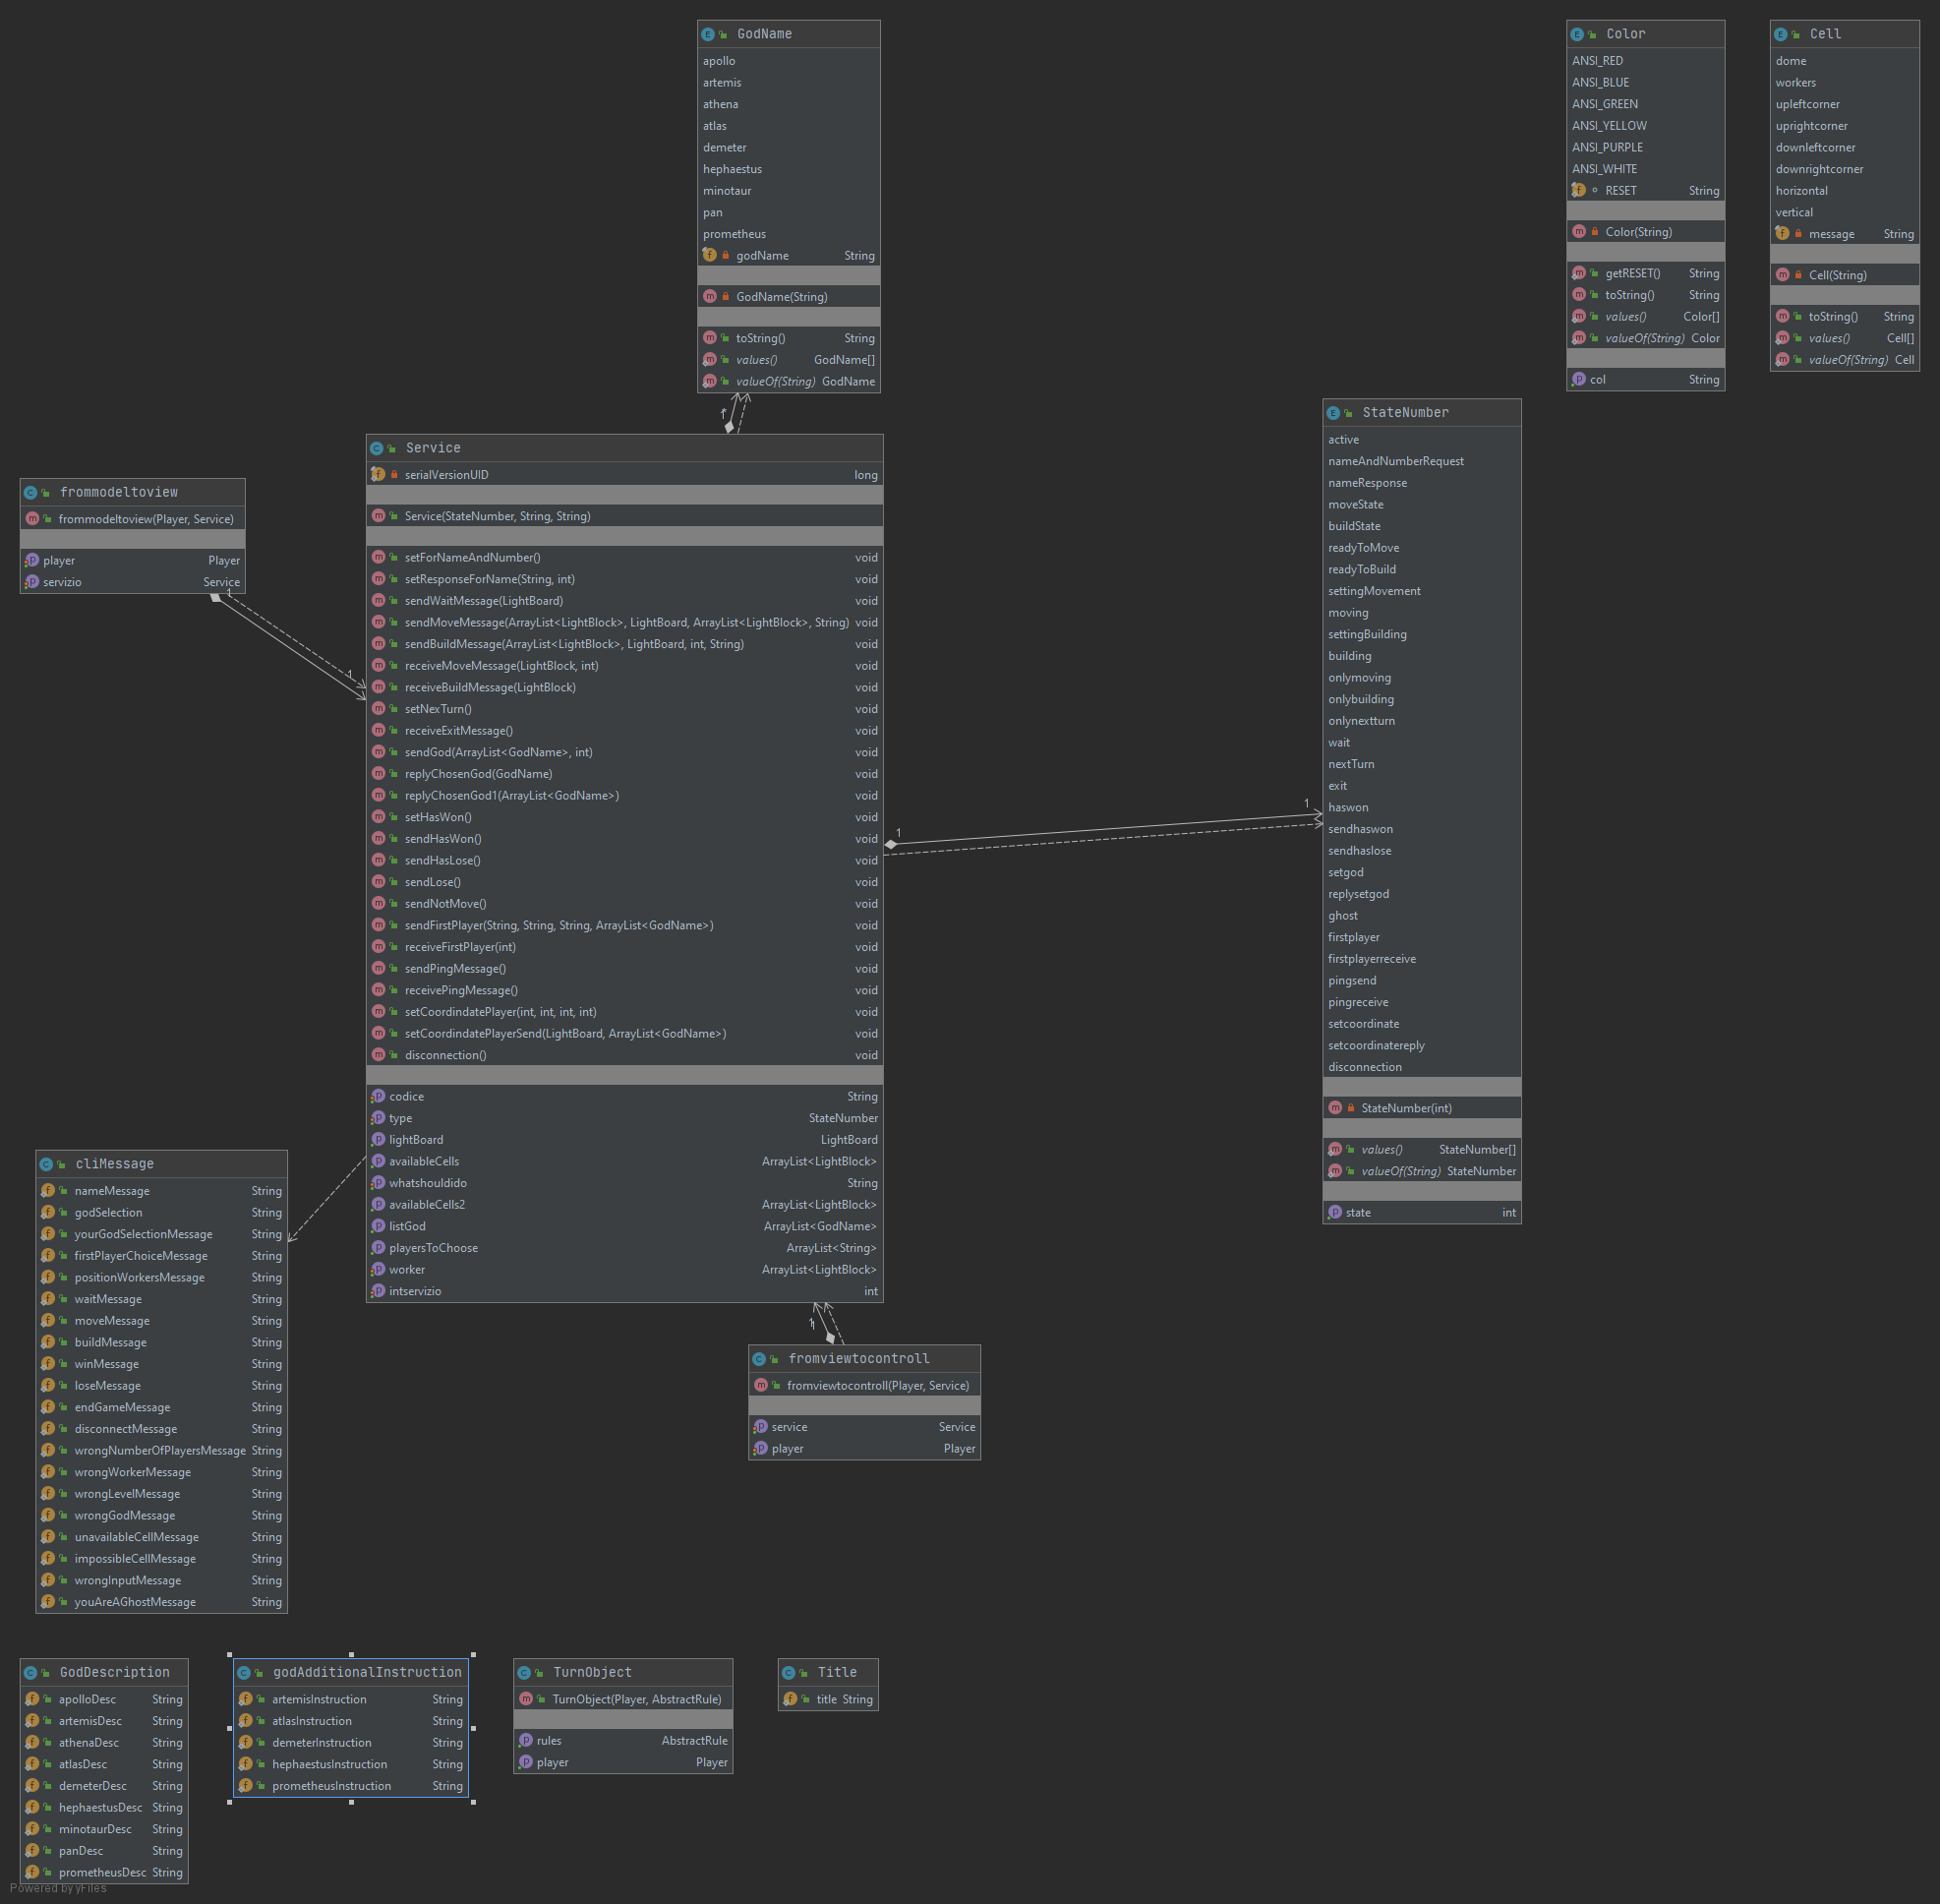 GodName
apollo
artemis
athena
atlas
demeter
hephaestus
minotaur
pan
prometheus
godName String
GodName(String)
toString() String
values() GodName[]
valueOf(String) GodName
Color
ANSI_RED
ANSI_BLUE
ANSI_GREEN
ANSI_YELLOW
ANSI_PURPLE
ANSI_WHITE
RESET String
Color(String)
getRESET() String
toString() String
values() Color[]
valueOf(String) Color
col String
Cell
dome
workers
upleftcorner
uprightcorner
downleftcorner
downrightcorner
horizontal
vertical
message String
Cell(String)
toString() String
values() Cell[]
valueOf(String) Cell
Service
serialVersionUID long
Service(StateNumber, String, String)
setForNameAndNumber() void
setResponseForName(String, int) void
sendWaitMessage(LightBoard) void
sendMoveMessage(ArrayList<LightBlock>, LightBoard, ArrayList<LightBlock>, String) void
sendBuildMessage(ArrayList<LightBlock>, LightBoard, int, String) void
receiveMoveMessage(LightBlock, int) void
receiveBuildMessage(LightBlock) void
setNexTurn() void
receiveExitMessage() void
sendGod(ArrayList<GodName>, int) void
replyChosenGod(GodName) void
replyChosenGod1(ArrayList<GodName>) void
setHasWon() void
sendHasWon() void
sendHasLose() void
sendLose() void
sendNotMove() void
sendFirstPlayer(String, String, String, ArrayList<GodName>) void
receiveFirstPlayer(int) void
sendPingMessage() void
receivePingMessage() void
setCoordindatePlayer(int, int, int, int) void
setCoordindatePlayerSend(LightBoard, ArrayList<GodName>) void
disconnection() void
codice String
type StateNumber
lightBoard LightBoard
availableCells ArrayList<LightBlock>
whatshouldido String
availableCells2 ArrayList<LightBlock>
listGod ArrayList<GodName>
playersToChoose ArrayList<String>
worker ArrayList<LightBlock>
intservizio int
frommodeltoview
frommodeltoview(Player, Service)
player Player
servizio Service
1
1
*
1
1
StateNumber
active
nameAndNumberRequest
nameResponse
moveState
buildState
readyToMove
readyToBuild
settingMovement
moving
settingBuilding
building
onlymoving
onlybuilding
onlynextturn
wait
nextTurn
exit
haswon
sendhaswon
sendhaslose
setgod
replysetgod
ghost
firstplayer
firstplayerreceive
pingsend
pingreceive
setcoordinate
setcoordinatereply
disconnection
StateNumber(int)
values() StateNumber[]
valueOf(String) StateNumber
state int
cliMessage
nameMessage String
godSelection String
yourGodSelectionMessage String
firstPlayerChoiceMessage String
positionWorkersMessage String
waitMessage String
moveMessage String
buildMessage String
winMessage String
loseMessage String
endGameMessage String
disconnectMessage String
wrongNumberOfPlayersMessage String
wrongWorkerMessage String
wrongLevelMessage String
wrongGodMessage String
unavailableCellMessage String
impossibleCellMessage String
wrongInputMessage String
youAreAGhostMessage String
fromviewtocontroll
fromviewtocontroll(Player, Service)
service Service
player Player
GodDescription
apolloDesc String
artemisDesc String
athenaDesc String
atlasDesc String
demeterDesc String
hephaestusDesc String
minotaurDesc String
panDesc String
prometheusDesc String
godAdditionalInstruction
artemisInstruction String
atlasInstruction String
demeterInstruction String
hephaestusInstruction String
prometheusInstruction String
TurnObject
TurnObject(Player, AbstractRule)
rules AbstractRule
player Player
Title
title String
Powered by yFiles